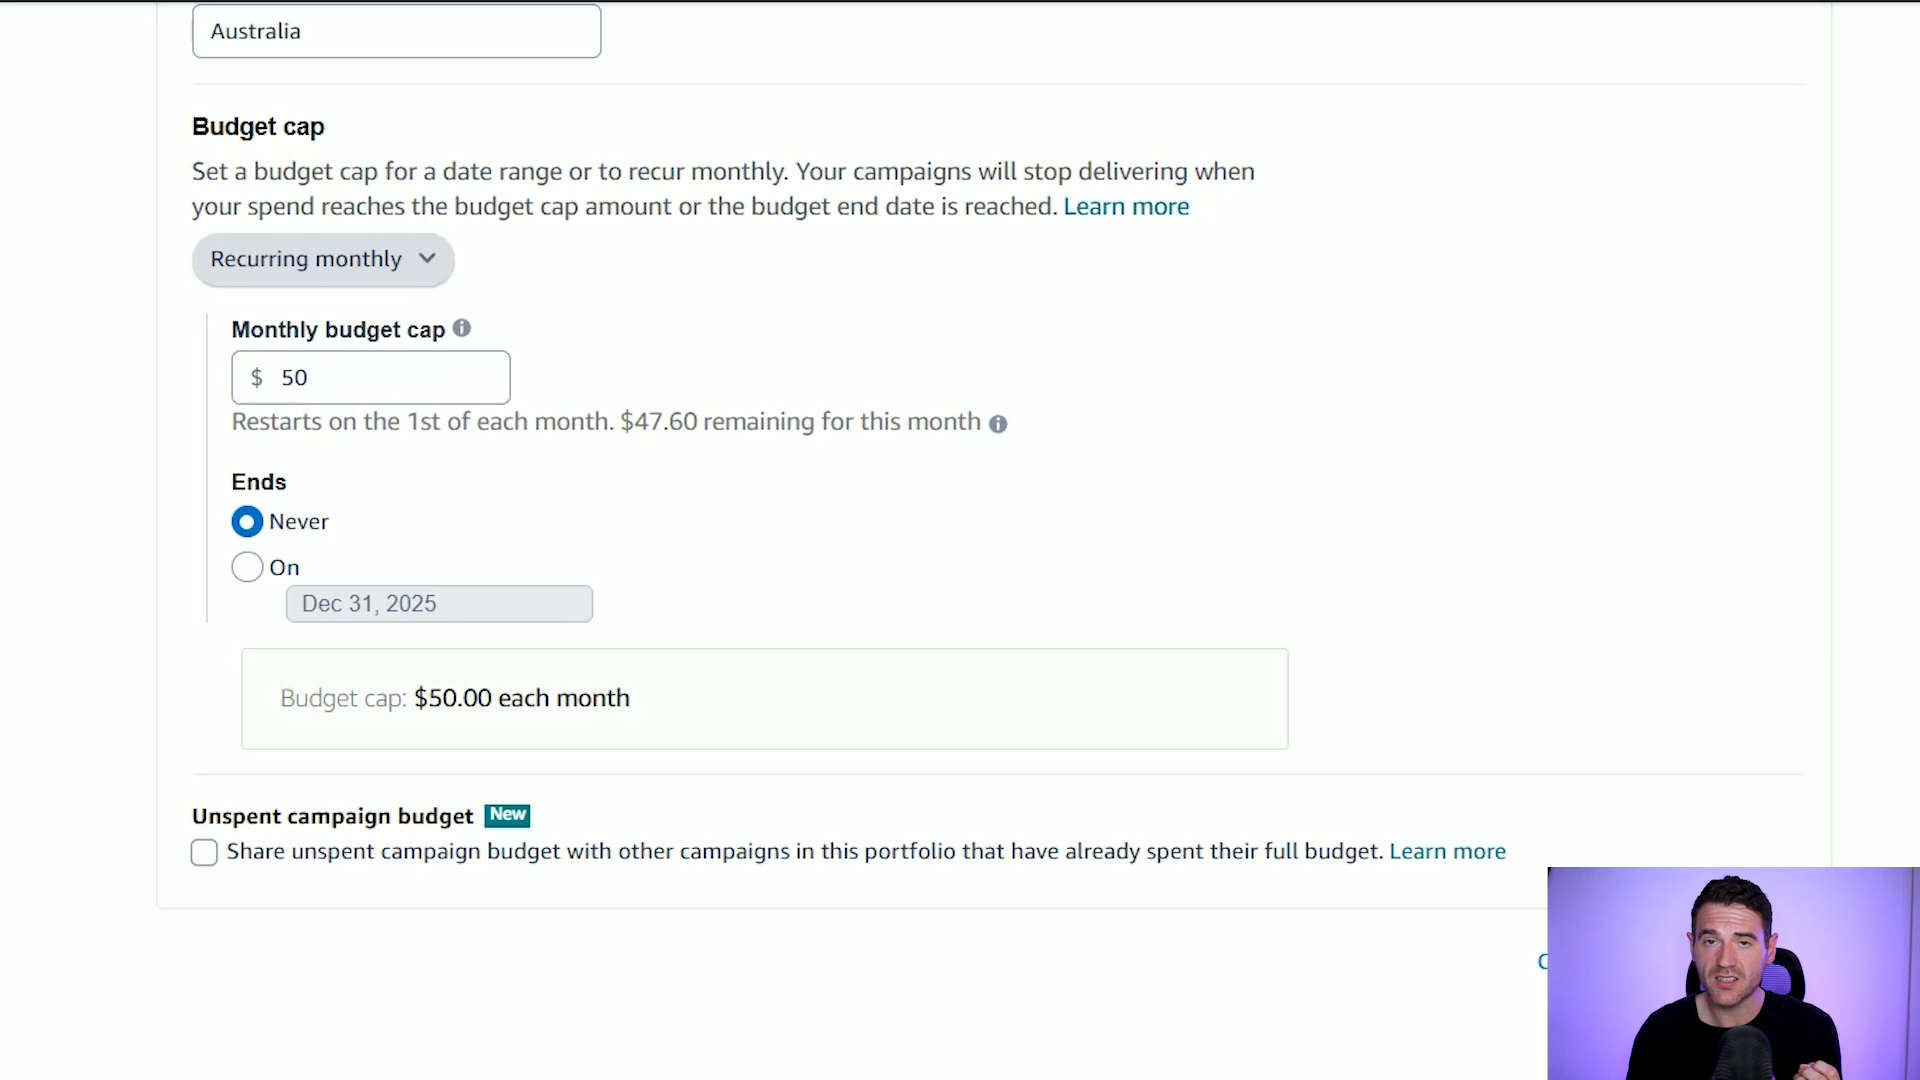 Australia
Budget cap
Set a budget cap for a date range or to recur monthly. Your campaigns will stop delivering when
your spend reaches the budget cap amount or the budget end date is reached. Learn more
Recurring monthly
Monthly budget cap
$ 50
Restarts on the 1st of each month. $47.60 remaining for this month
Ends
Never
On
Dec 31, 2025
Budget cap: $50.00 each month
Unspent campaign budget New
Share unspent campaign budget with other campaigns in this portfolio that have already spent their full budget. Learn more